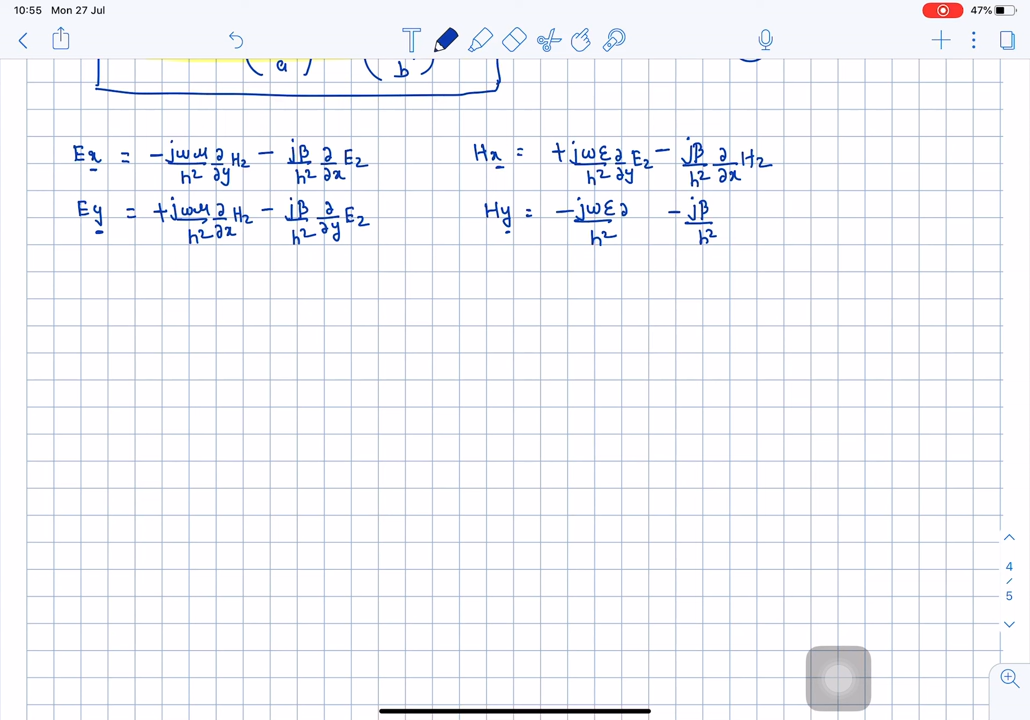 10:55 Mon 27 Jul 47%
a b
Ex = -jωμ/h² ∂/∂y Hz - jβ/h² ∂/∂x Ez
Hx = +jωε/h² ∂/∂y Ez - jβ/h² ∂/∂x Hz
Ey = +jωμ/h² ∂/∂x Hz - jβ/h² ∂/∂y Ez
Hy = -jωε/h² ∂ - jβ/h²
4
/
5